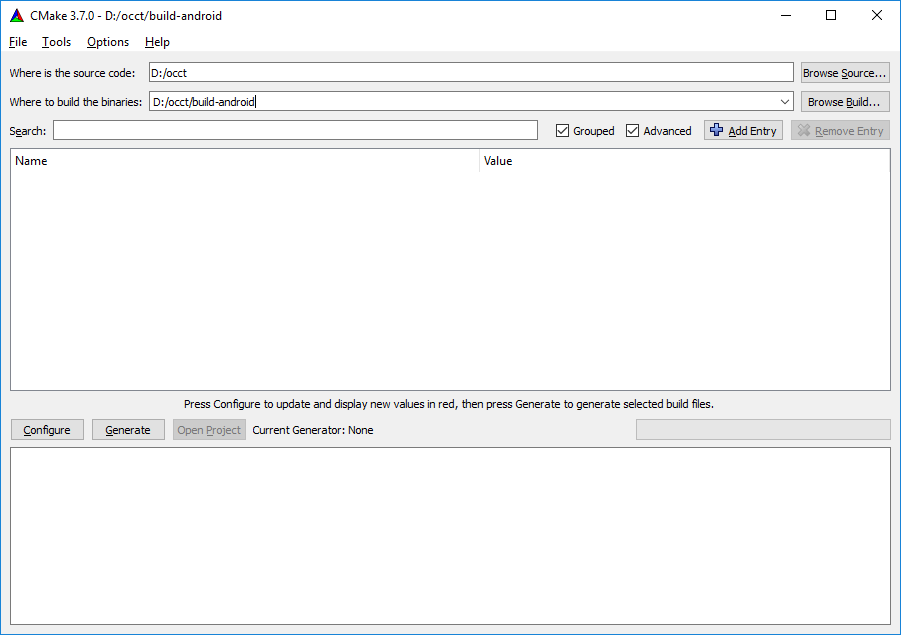 CMake 3.7.0 - D:/occt/build-android
File Tools Options Help
Where is the source code: D:/occt Browse Source...
Where to build the binaries: D:/occt/build-android Browse Build...
Search: Grouped Advanced Add Entry Remove Entry
Name Value
Press Configure to update and display new values in red, then press Generate to generate selected build files.
Configure Generate Open Project Current Generator: None